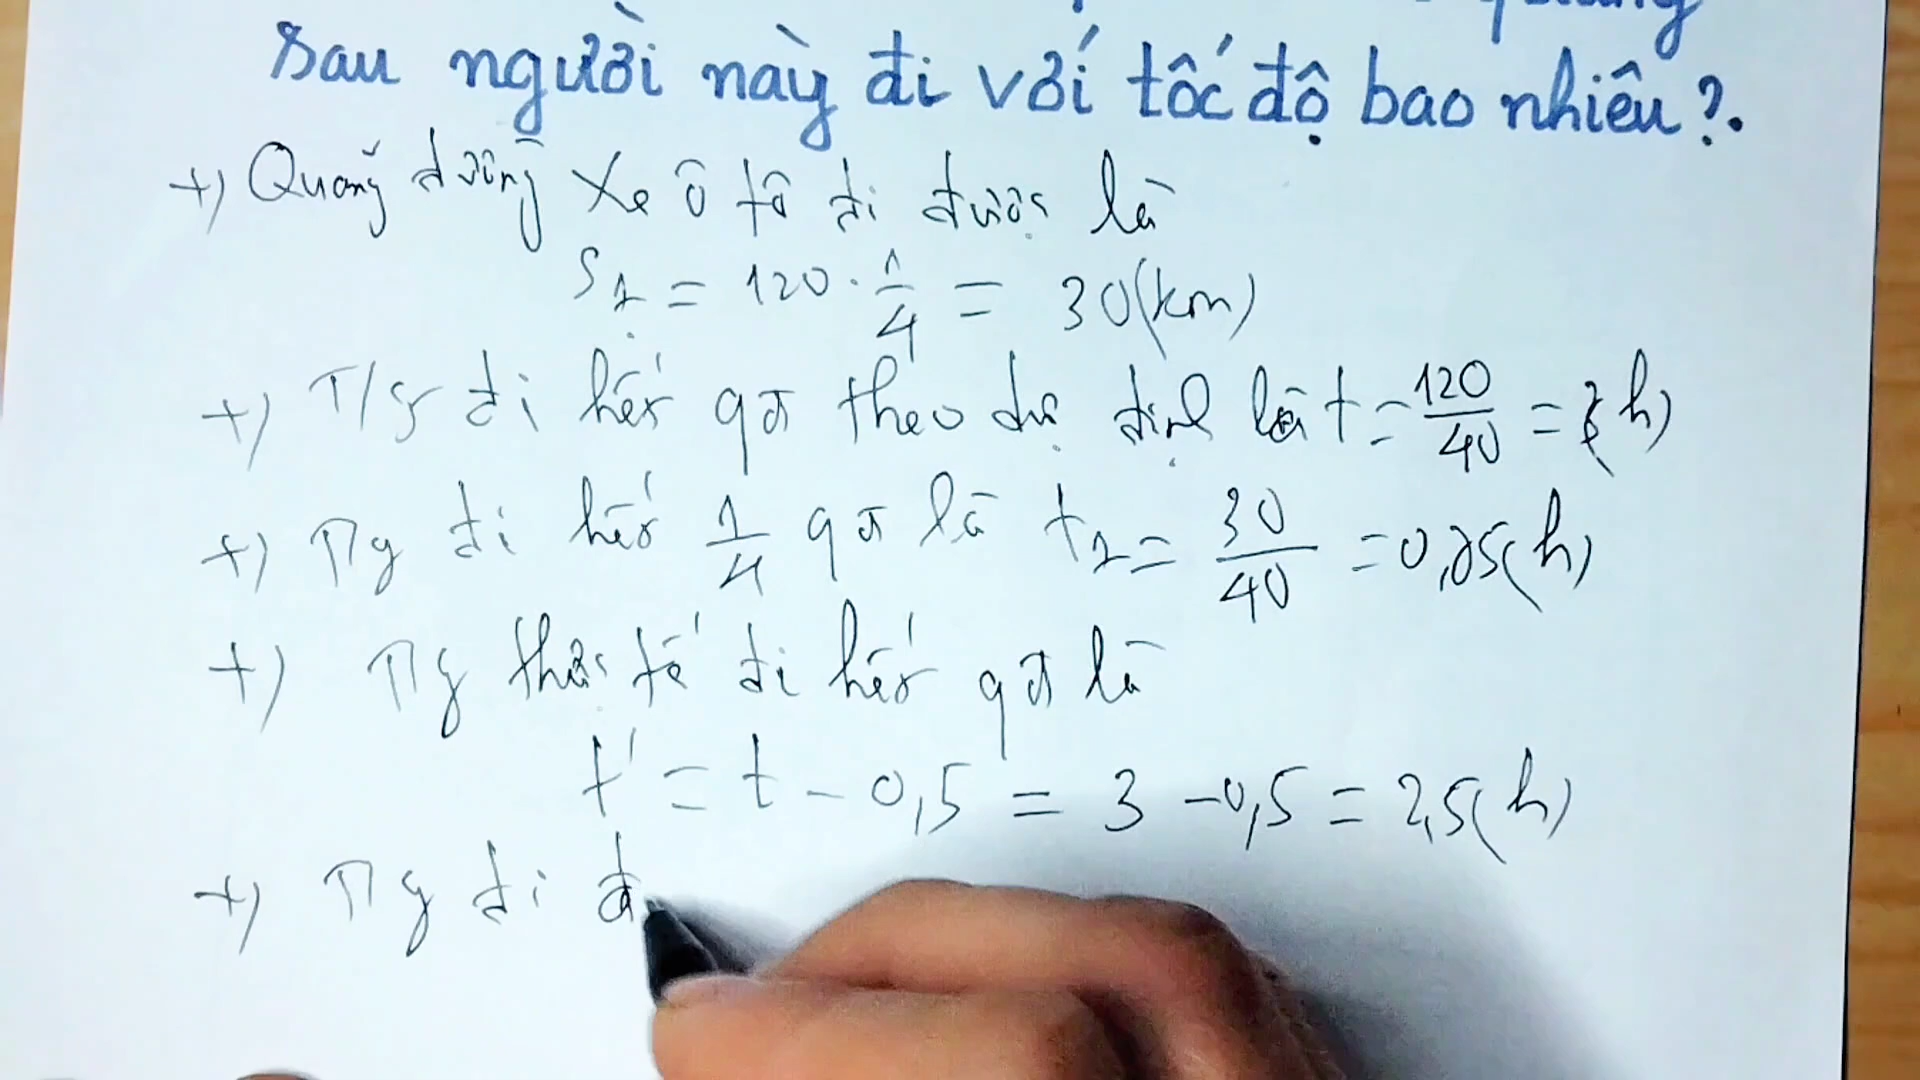 sau người này đi với tốc độ bao nhiêu?.
+) Quãng đường xe ô tô đi được là
S₁ = 120 · 1/4 = 30(km)
+) T/g đi hết qđ theo dự định là t = 120/40 = 3(h)
+) T/g đi hết 1/4 qđ là t₁ = 30/40 = 0,75(h)
+) T/g thực tế đi hết qđ là
t' = t - 0,5 = 3 - 0,5 = 2,5(h)
+) T/g đi